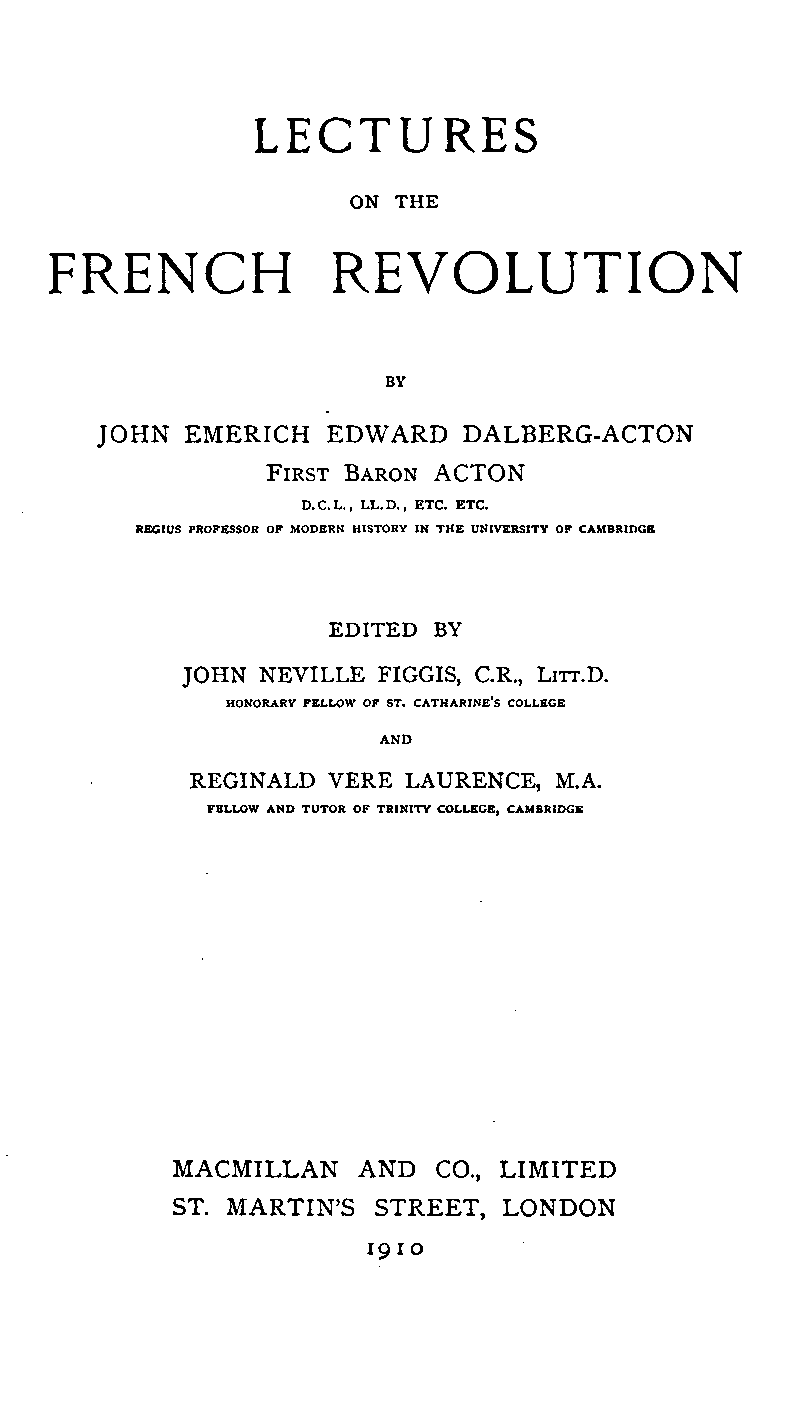 LECTURES
ON THE
FRENCH REVOLUTION
BY
JOHN EMERICH EDWARD DALBERG-ACTON
FIRST BARON ACTON
D.C.L., LL.D., ETC. ETC.
REGIUS PROFESSOR OF MODERN HISTORY IN THE UNIVERSITY OF CAMBRIDGE
EDITED BY
JOHN NEVILLE FIGGIS, C.R., LITT.D.
HONORARY FELLOW OF ST. CATHARINE'S COLLEGE
AND
REGINALD VERE LAURENCE, M.A.
FELLOW AND TUTOR OF TRINITY COLLEGE, CAMBRIDGE
MACMILLAN AND CO., LIMITED
ST. MARTIN'S STREET, LONDON
1910